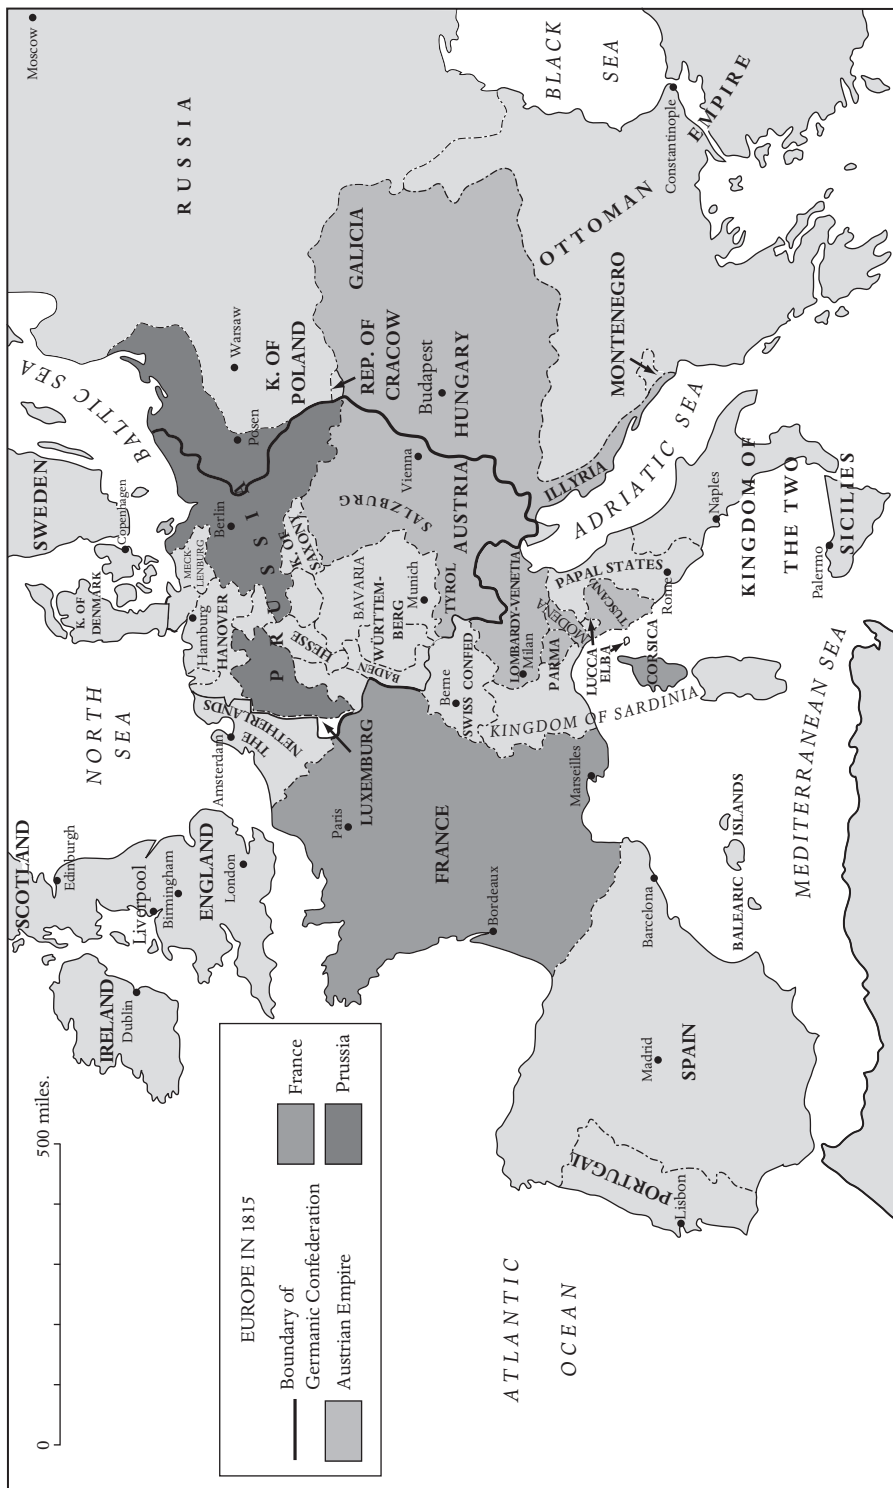 EUROPE IN 1815
Boundary of
Germanic Confederation
Austrian Empire
France
Prussia
0
500 miles.
SCOTLAND
Edinburgh
IRELAND
Dublin
Liverpool
Birmingham
ENGLAND
London
NORTH
SEA
ATLANTIC
OCEAN
SWEDEN
Copenhagen
K. OF
DENMARK
BALTIC SEA
Moscow
RUSSIA
Hamburg
MECK-
LENBURG
HANOVER
Berlin
PRUSSIA
Posen
Warsaw
K. OF
POLAND
Amsterdam
THE
NETHERLANDS
LUXEMBURG
HESSE
K. OF
SAXONY
REP. OF
CRACOW
GALICIA
Paris
FRANCE
Bordeaux
Marseilles
BADEN
WÜRTTEM-
BERG
BAVARIA
Munich
SALZBURG
Vienna
AUSTRIA
TYROL
Budapest
HUNGARY
Berne
SWISS CONFED
LOMBARDY-VENETIA
Milan
PARMA
MODENA
LUCCA
TUSCANY
ELBA
CORSICA
KINGDOM OF SARDINIA
PAPAL STATES
Rome
ILLYRIA
ADRIATIC SEA
MONTENEGRO
OTTOMAN
EMPIRE
Constantinople
BLACK
SEA
Naples
KINGDOM OF
THE TWO
SICILIES
Palermo
PORTUGAL
Lisbon
Madrid
SPAIN
Barcelona
BALEARIC
ISLANDS
MEDITERRANEAN SEA